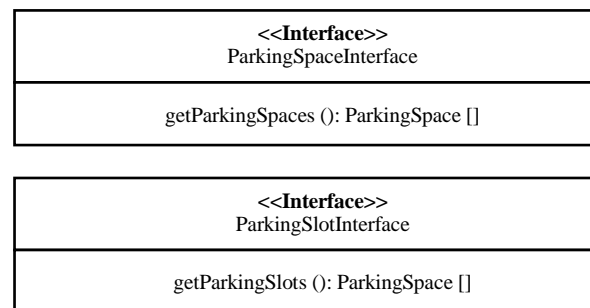 <<Interface>>
ParkingSpaceInterface
getParkingSpaces (): ParkingSpace []
<<Interface>>
ParkingSlotInterface
getParkingSlots (): ParkingSpace []